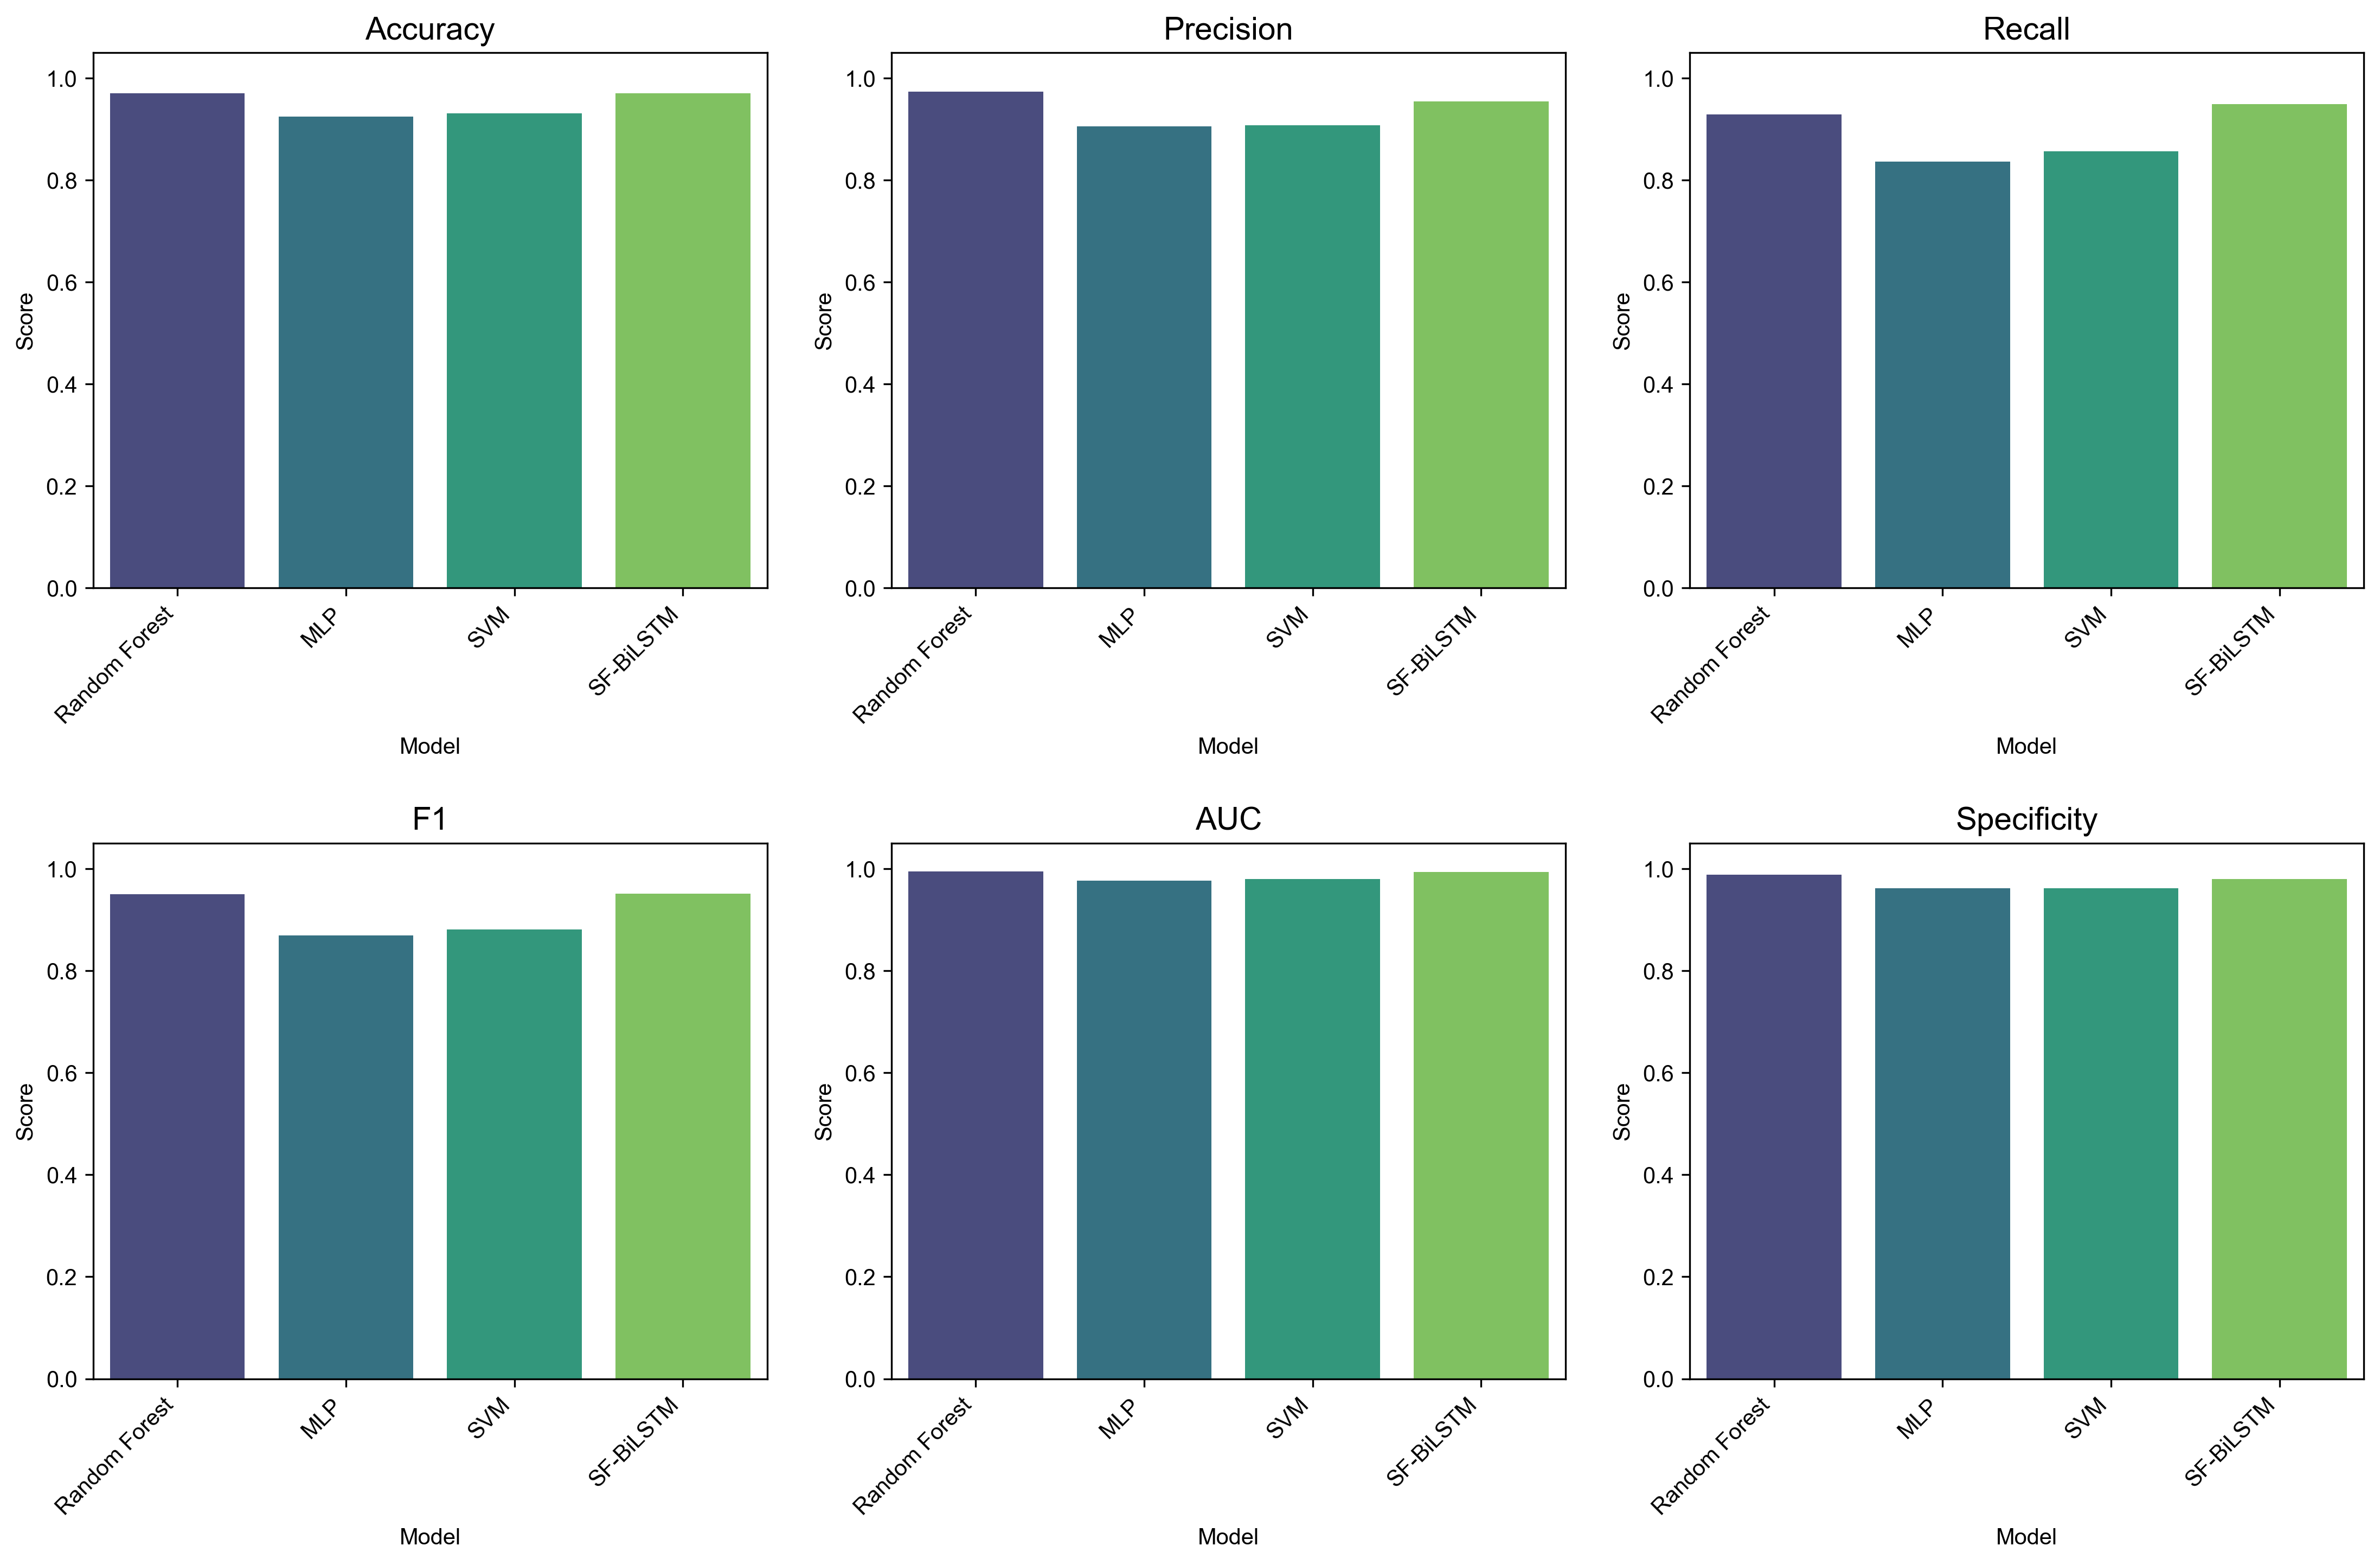 Accuracy
1.0
0.8
0.6
0.4
0.2
0.0
Score
Random Forest
MLP
SVM
SF-BiLSTM
Model
Precision
1.0
0.8
0.6
0.4
0.2
0.0
Score
Random Forest
MLP
SVM
SF-BiLSTM
Model
Recall
1.0
0.8
0.6
0.4
0.2
0.0
Score
Random Forest
MLP
SVM
SF-BiLSTM
Model
F1
1.0
0.8
0.6
0.4
0.2
0.0
Score
Random Forest
MLP
SVM
SF-BiLSTM
Model
AUC
1.0
0.8
0.6
0.4
0.2
0.0
Score
Random Forest
MLP
SVM
SF-BiLSTM
Model
Specificity
1.0
0.8
0.6
0.4
0.2
0.0
Score
Random Forest
MLP
SVM
SF-BiLSTM
Model